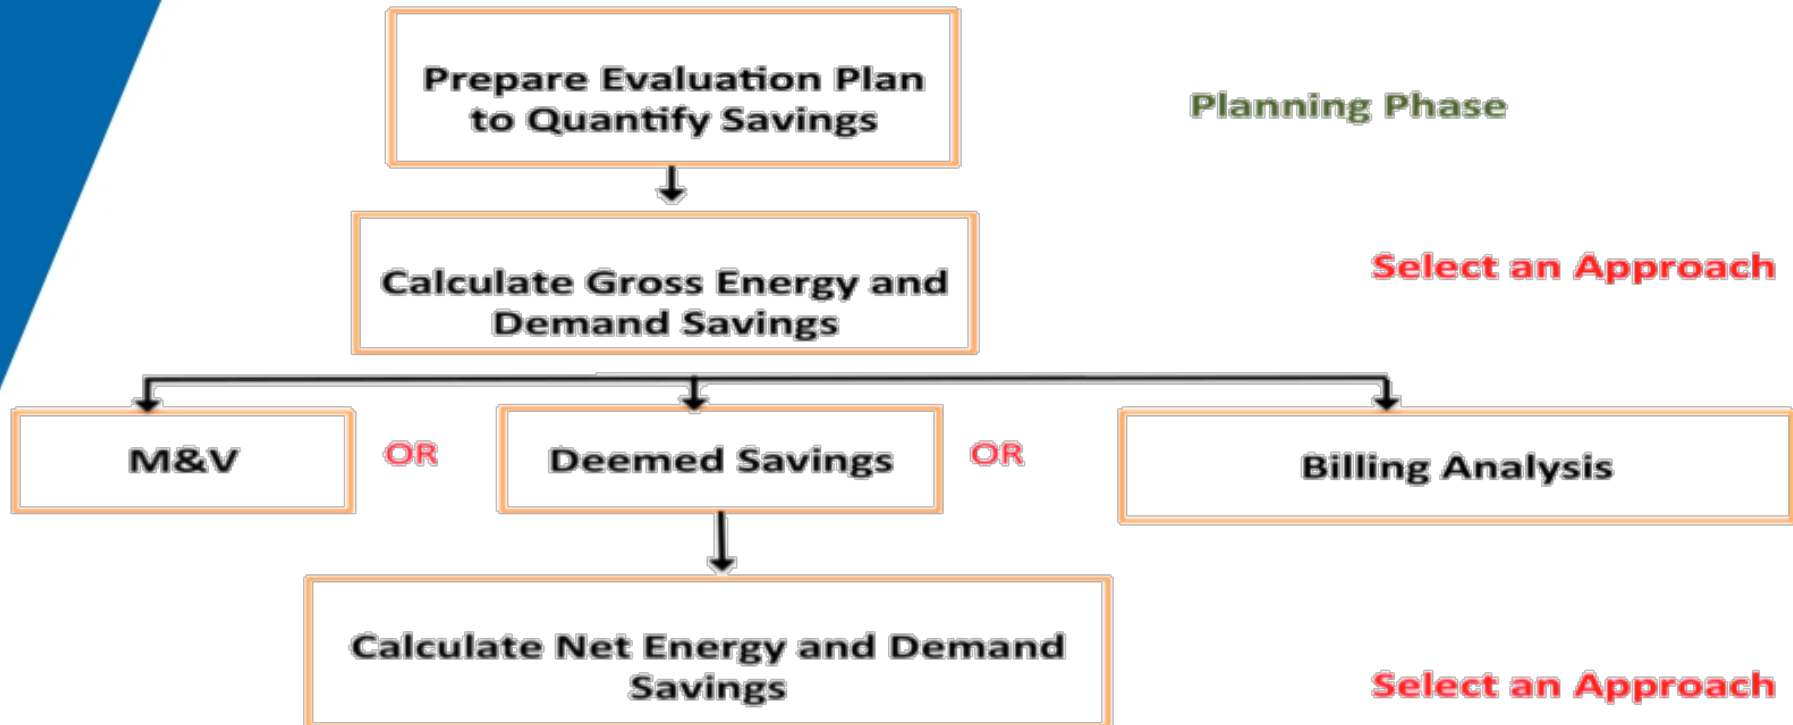 Prepare Evaluation Plan
to Quantify Savings
Planning Phase
Calculate Gross Energy and
Demand Savings
Select an Approach
M&V
OR
Deemed Savings
OR
Billing Analysis
Calculate Net Energy and Demand
Savings
Select an Approach